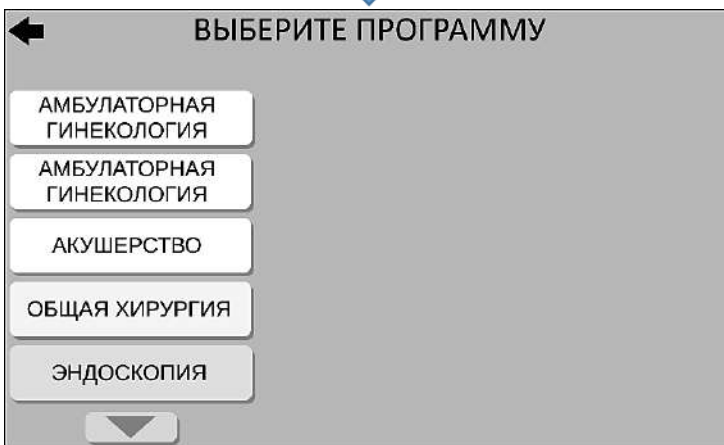 ВЫБЕРИТЕ ПРОГРАММУ
АМБУЛАТОРНАЯ
ГИНЕКОЛОГИЯ
АМБУЛАТОРНАЯ
ГИНЕКОЛОГИЯ
АКУШЕРСТВО
ОБЩАЯ ХИРУРГИЯ
ЭНДОСКОПИЯ